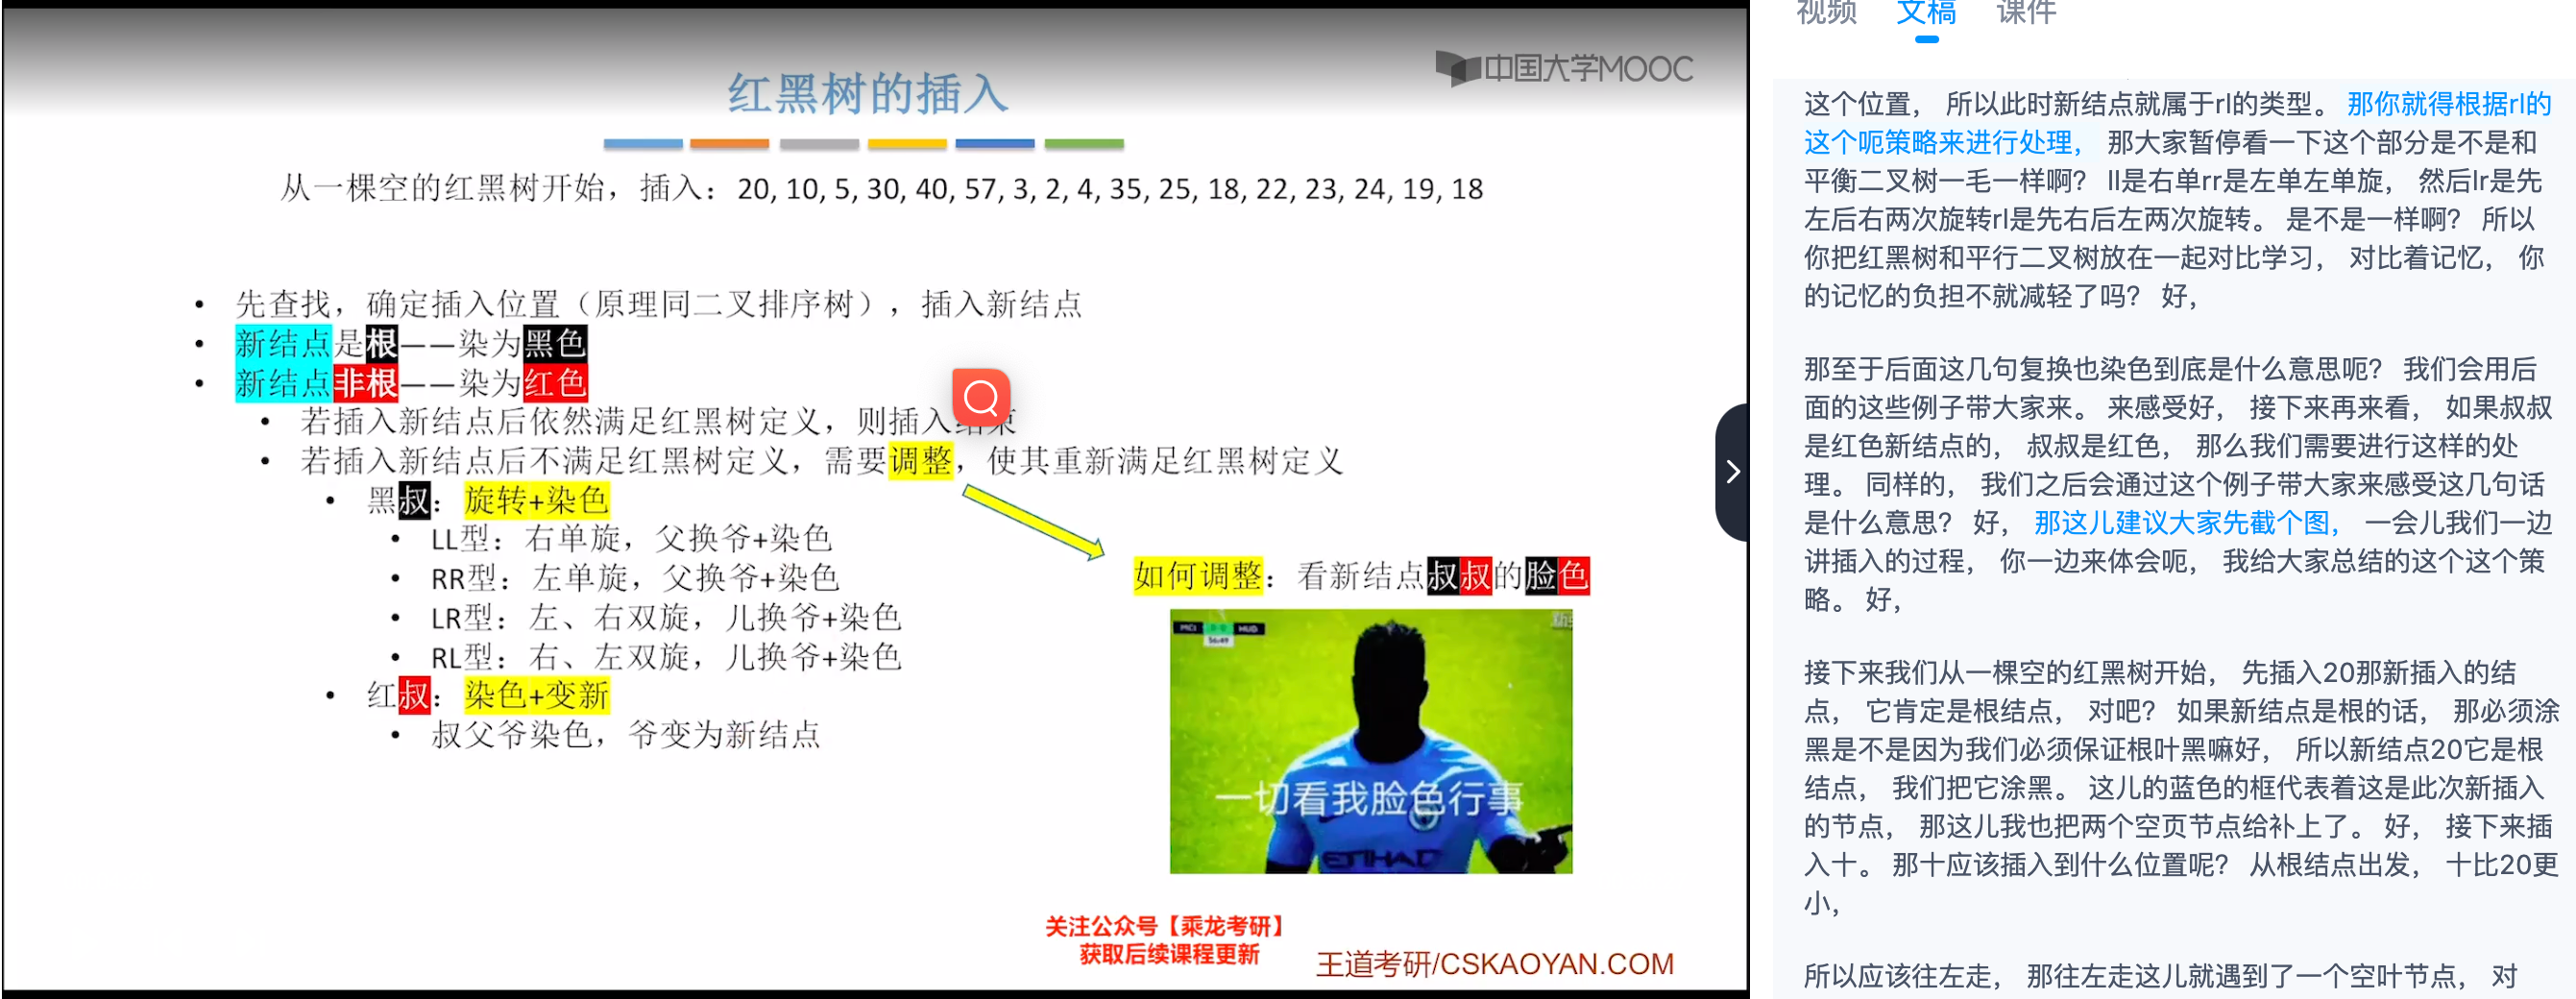 中国大学MOOC
红黑树的插入
从一棵空的红黑树开始，插入：20, 10, 5, 30, 40, 57, 3, 2, 4, 35, 25, 18, 22, 23, 24, 19, 18
• 先查找，确定插入位置（原理同二叉排序树），插入新结点
• 新结点是根——染为黑色
• 新结点非根——染为红色
• 若插入新结点后依然满足红黑树定义，则插入结束
• 若插入新结点后不满足红黑树定义，需要调整，使其重新满足红黑树定义
• 黑叔：旋转+染色
• LL型：右单旋，父换爷+染色
• RR型：左单旋，父换爷+染色
• LR型：左、右双旋，儿换爷+染色
• RL型：右、左双旋，儿换爷+染色
• 红叔：染色+变新
• 叔父爷染色，爷变为新结点
如何调整：看新结点叔叔的脸色
MCI HUD
56:49
一切看我脸色行事
ETIHAD
关注公众号【乘龙考研】
获取后续课程更新
王道考研/CSKAOYAN.COM
视频 文稿 课件
这个位置， 所以此时新结点就属于rl的类型。 那你就得根据rl的
这个呃策略来进行处理， 那大家暂停看一下这个部分是不是和
平衡二叉树一毛一样啊？ ll是右单rr是左单左单旋， 然后lr是先
左后右两次旋转rl是先右后左两次旋转。 是不是一样啊？ 所以
你把红黑树和平行二叉树放在一起对比学习， 对比着记忆， 你
的记忆的负担不就减轻了吗？ 好，
那至于后面这几句复换也染色到底是什么意思呃？ 我们会用后
面的这些例子带大家来。 来感受好， 接下来再来看， 如果叔叔
是红色新结点的， 叔叔是红色， 那么我们需要进行这样的处
理。 同样的， 我们之后会通过这个例子带大家来感受这几句话
是什么意思？ 好， 那这儿建议大家先截个图， 一会儿我们一边
讲插入的过程， 你一边来体会呃， 我给大家总结的这个这个策
略。 好，
接下来我们从一棵空的红黑树开始， 先插入20那新插入的结
点， 它肯定是根结点， 对吧？ 如果新结点是根的话， 那必须涂
黑是不是因为我们必须保证根叶黑嘛好， 所以新结点20它是根
结点， 我们把它涂黑。 这儿的蓝色的框代表着这是此次新插入
的节点， 那这儿我也把两个空页节点给补上了。 好， 接下来插
入十。 那十应该插入到什么位置呢？ 从根结点出发， 十比20更
小，
所以应该往左走， 那往左走这儿就遇到了一个空叶节点， 对